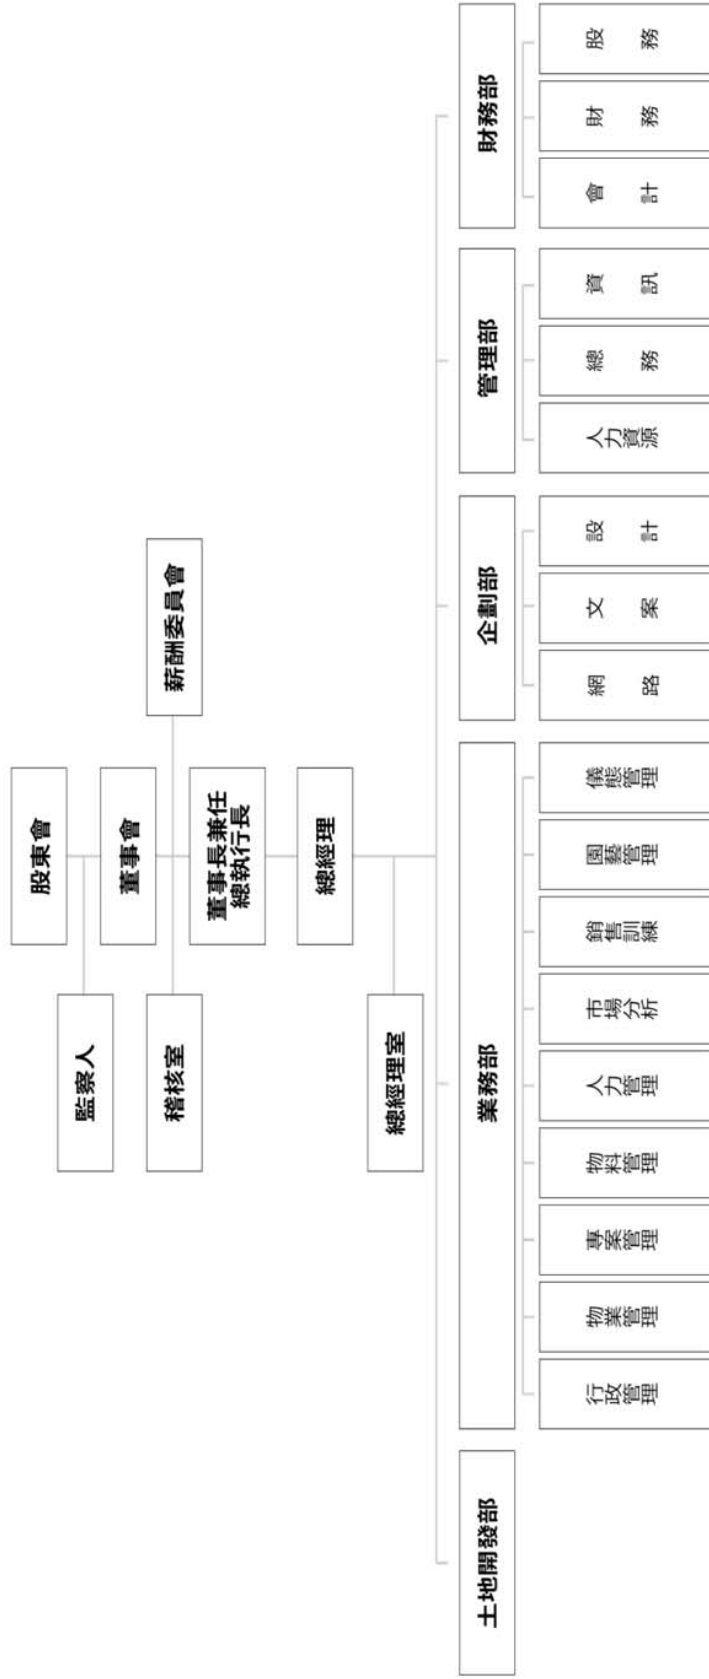 股東會
監察人
董事會
薪酬委員會
稽核室
董事長兼任
總執行長
總經理
總經理室
土地開發部
業務部
企劃部
管理部
財務部
行政管理
物業管理
專案管理
物料管理
人力管理
市場分析
銷售訓練
園藝管理
儀態管理
網路
文案
設計
人力資源
總務
資訊
會計
財務
股務